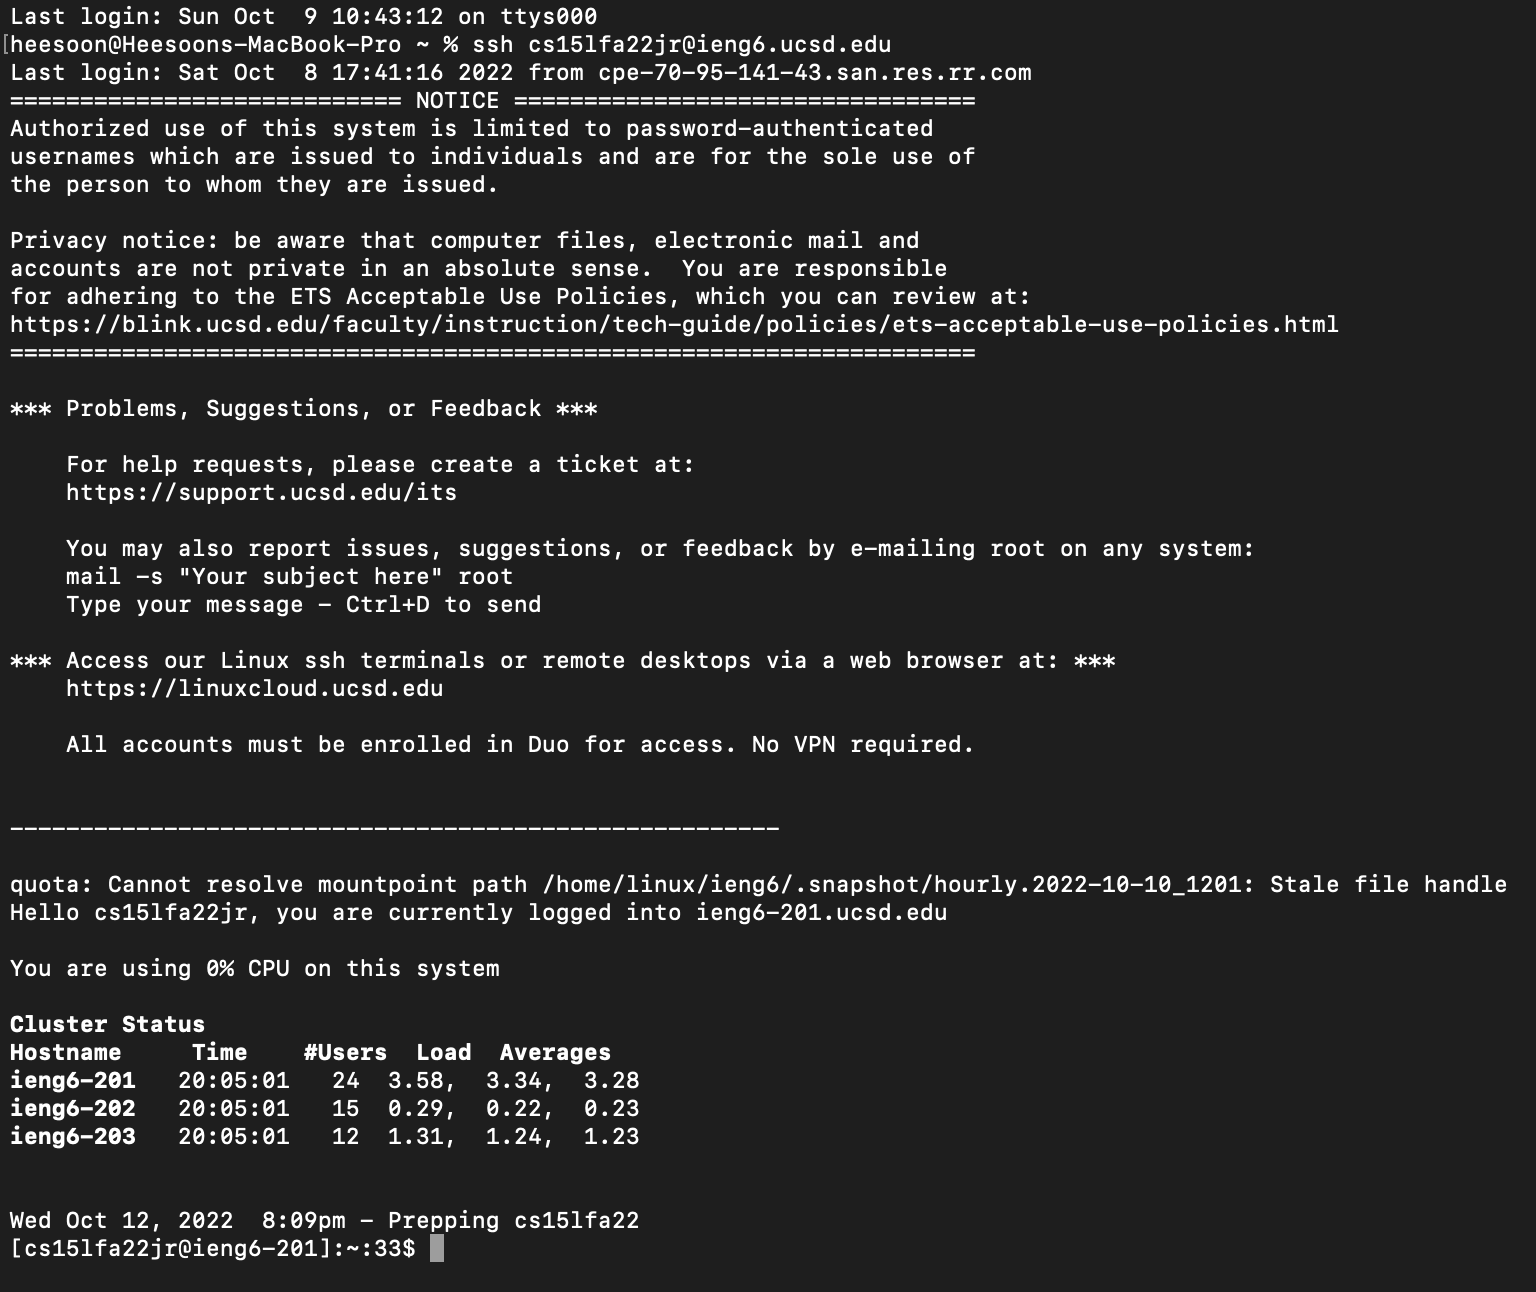 Last login: Sun Oct  9 10:43:12 on ttys000
[heesoon@Heesoons-MacBook-Pro ~ % ssh cs15lfa22jr@ieng6.ucsd.edu
Last login: Sat Oct  8 17:41:16 2022 from cpe-70-95-141-43.san.res.rr.com
============================ NOTICE =================================
Authorized use of this system is limited to password-authenticated
usernames which are issued to individuals and are for the sole use of
the person to whom they are issued.

Privacy notice: be aware that computer files, electronic mail and
accounts are not private in an absolute sense.  You are responsible
for adhering to the ETS Acceptable Use Policies, which you can review at:
https://blink.ucsd.edu/faculty/instruction/tech-guide/policies/ets-acceptable-use-policies.html
=====================================================================

*** Problems, Suggestions, or Feedback ***

    For help requests, please create a ticket at:
    https://support.ucsd.edu/its

    You may also report issues, suggestions, or feedback by e-mailing root on any system:
    mail -s "Your subject here" root
    Type your message - Ctrl+D to send

*** Access our Linux ssh terminals or remote desktops via a web browser at: ***
    https://linuxcloud.ucsd.edu

    All accounts must be enrolled in Duo for access. No VPN required.


-------------------------------------------------------

quota: Cannot resolve mountpoint path /home/linux/ieng6/.snapshot/hourly.2022-10-10_1201: Stale file handle
Hello cs15lfa22jr, you are currently logged into ieng6-201.ucsd.edu

You are using 0% CPU on this system

Cluster Status
Hostname     Time    #Users  Load  Averages
ieng6-201   20:05:01   24  3.58,  3.34,  3.28
ieng6-202   20:05:01   15  0.29,  0.22,  0.23
ieng6-203   20:05:01   12  1.31,  1.24,  1.23


Wed Oct 12, 2022  8:09pm - Prepping cs15lfa22
[cs15lfa22jr@ieng6-201]:~:33$